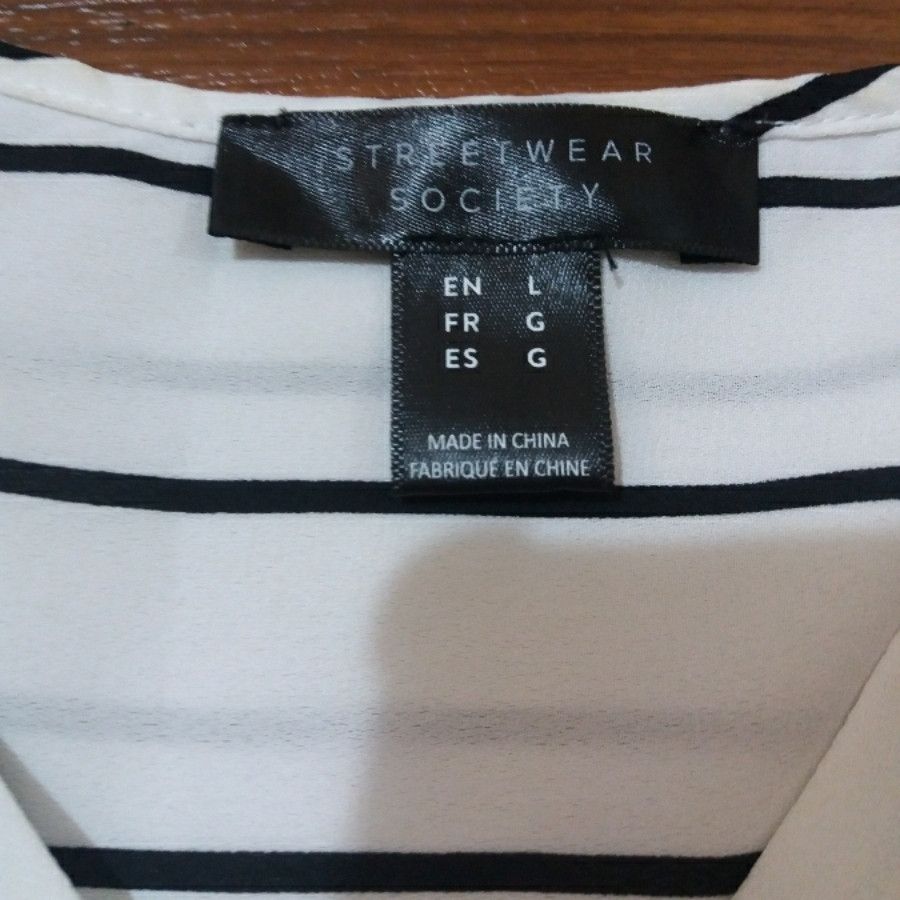 STREETWEAR
SOCIETY
EN L
FR G
ES G
MADE IN CHINA
FABRIQUÉ EN CHINE